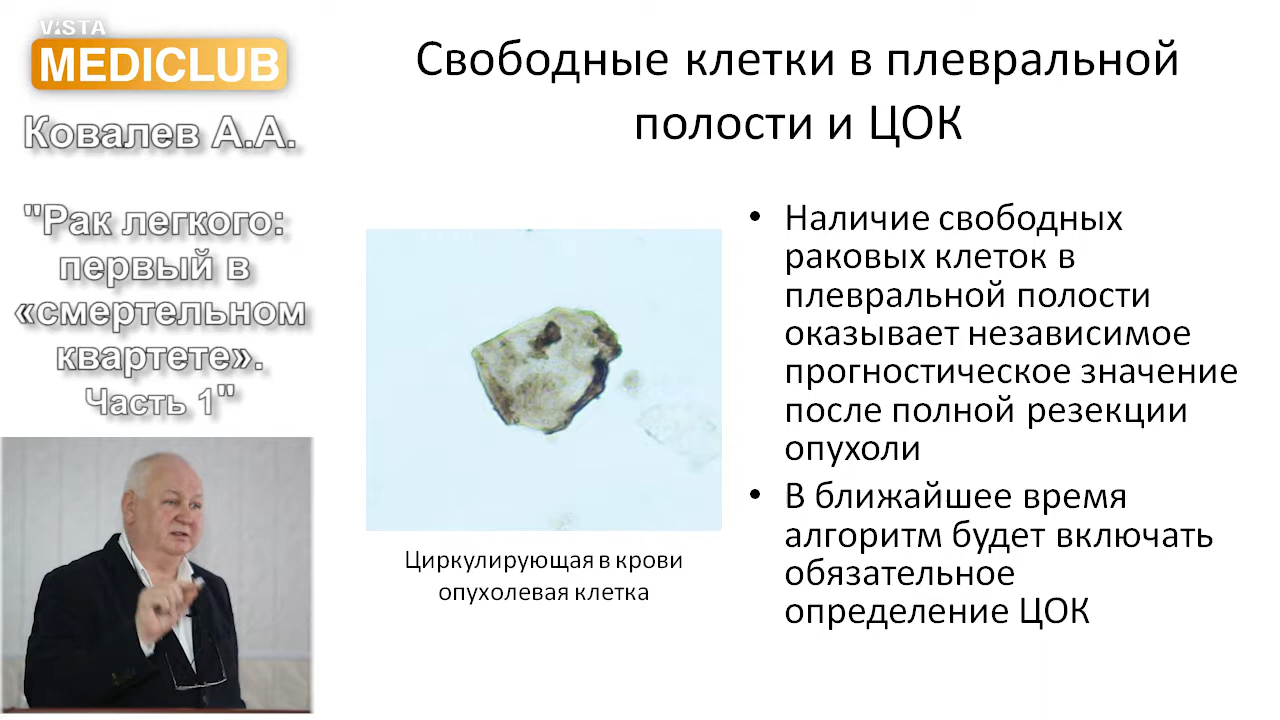 VISTA
MEDICLUB
Ковалев А.А.
"Рак легкого:
первый в
«смертельном
квартете».
Часть 1"
Свободные клетки в плевральной
полости и ЦОК
Циркулирующая в крови
опухолевая клетка
• Наличие свободных
раковых клеток в
плевральной полости
оказывает независимое
прогностическое значение
после полной резекции
опухоли
• В ближайшее время
алгоритм будет включать
обязательное
определение ЦОК